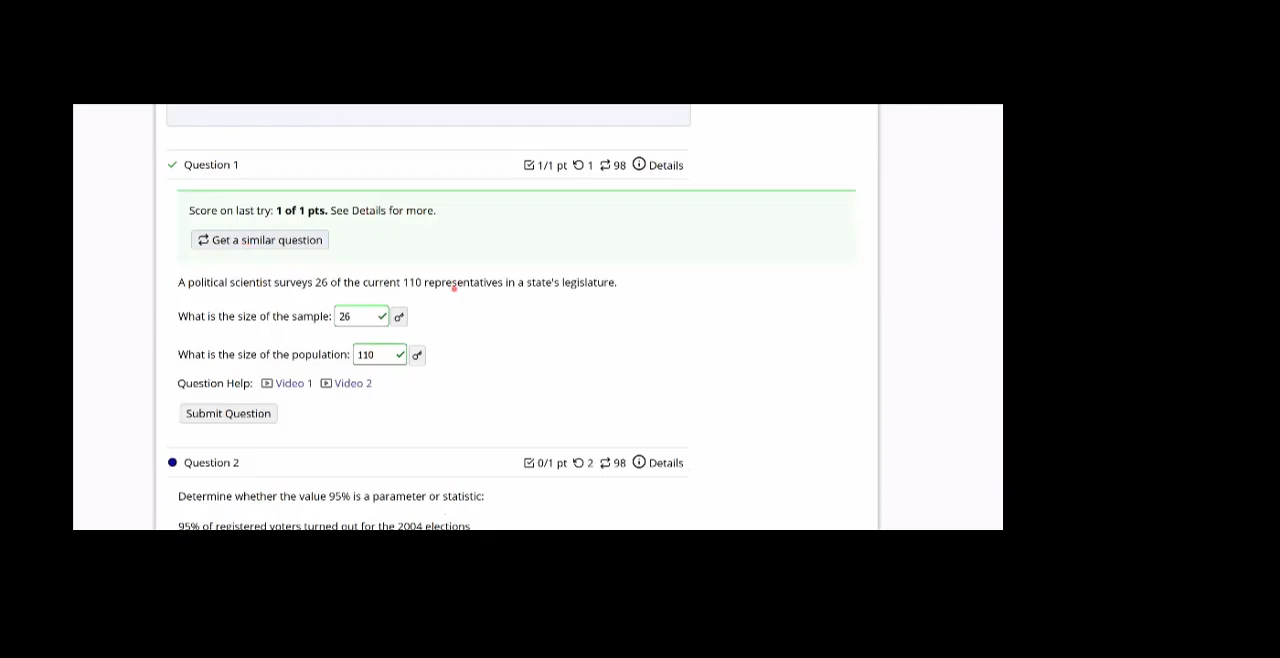 Question 1
1/1 pt 1 98 Details
Score on last try: 1 of 1 pts. See Details for more.
Get a similar question
A political scientist surveys 26 of the current 110 representatives in a state's legislature.
What is the size of the sample: 26
What is the size of the population: 110
Question Help: Video 1 Video 2
Submit Question
Question 2
0/1 pt 2 98 Details
Determine whether the value 95% is a parameter or statistic:
95% of registered voters turned out for the 2004 elections